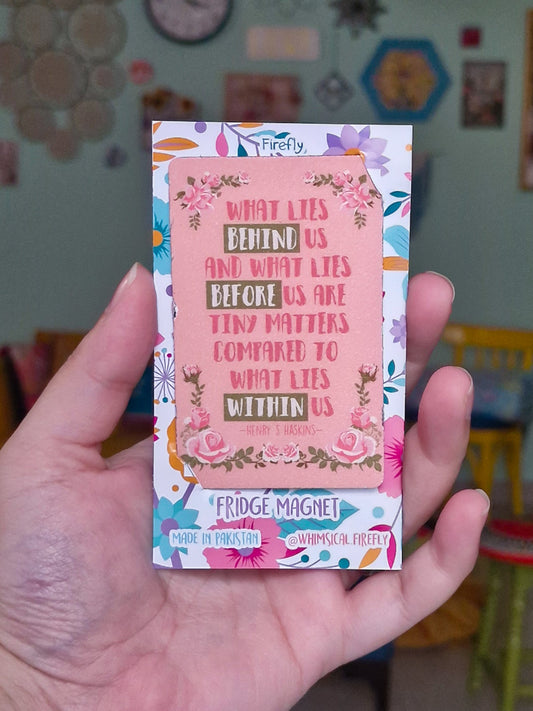 Firefly
WHAT LIES
BEHIND US
AND WHAT LIES
BEFORE US ARE
TINY MATTERS
COMPARED TO
WHAT LIES
WITHIN US
-HENRY S HASKINS-
FRIDGE MAGNET
MADE IN PAKISTAN
@WHIMSICAL.FIREFLY